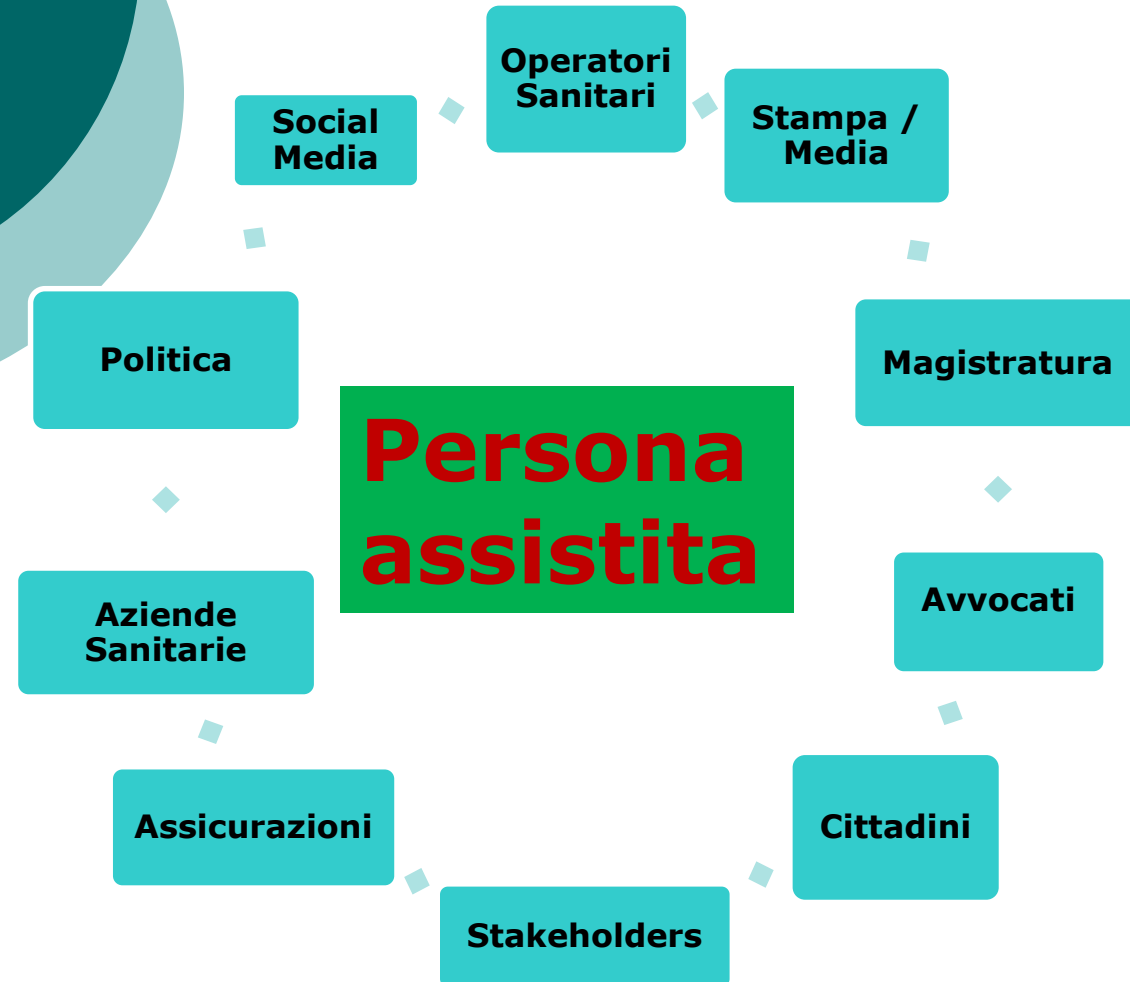 Operatori
Sanitari
Stampa /
Media
Magistratura
Avvocati
Cittadini
Stakeholders
Assicurazioni
Aziende
Sanitarie
Politica
Social
Media
Persona
assistita